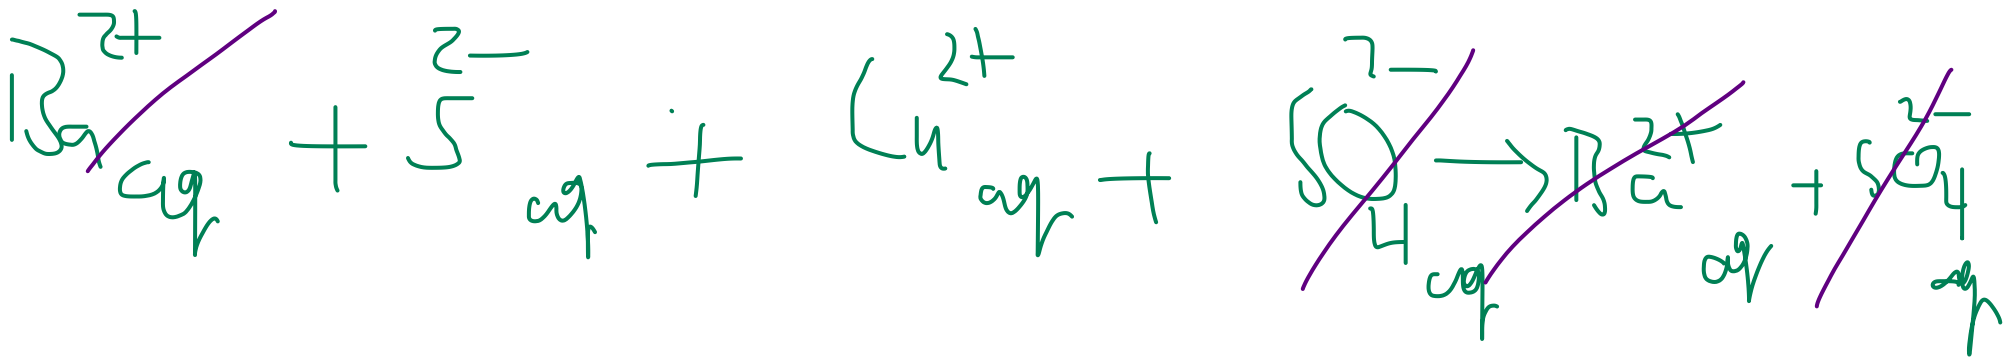 Ba²⁺ aq + S²⁻ aq + Cu²⁺ aq + SO₄²⁻ aq → Ba²⁺ aq + SO₄²⁻ aq